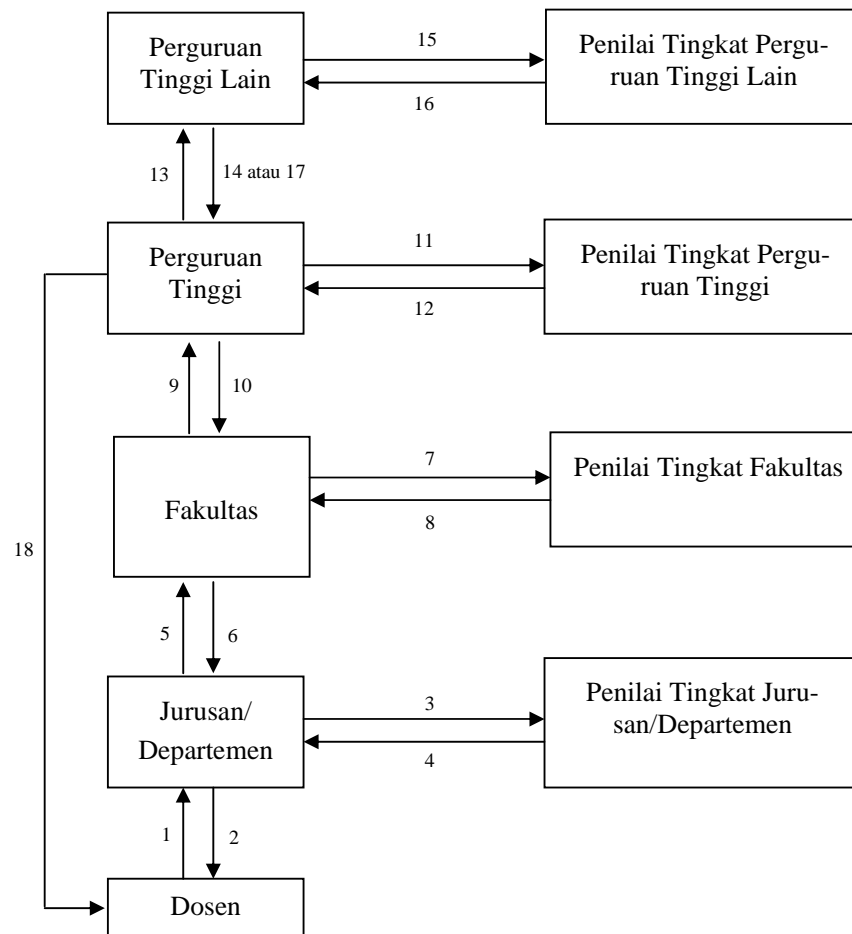 15
Perguruan
Tinggi Lain
Penilai Tingkat Pergu-
ruan Tinggi Lain
16
13
14 atau 17
11
Perguruan
Tinggi
Penilai Tingkat Pergu-
ruan Tinggi
12
9
10
7
Fakultas
Penilai Tingkat Fakultas
8
18
5
6
3
Jurusan/
Departemen
Penilai Tingkat Juru-
san/Departemen
4
1
2
Dosen